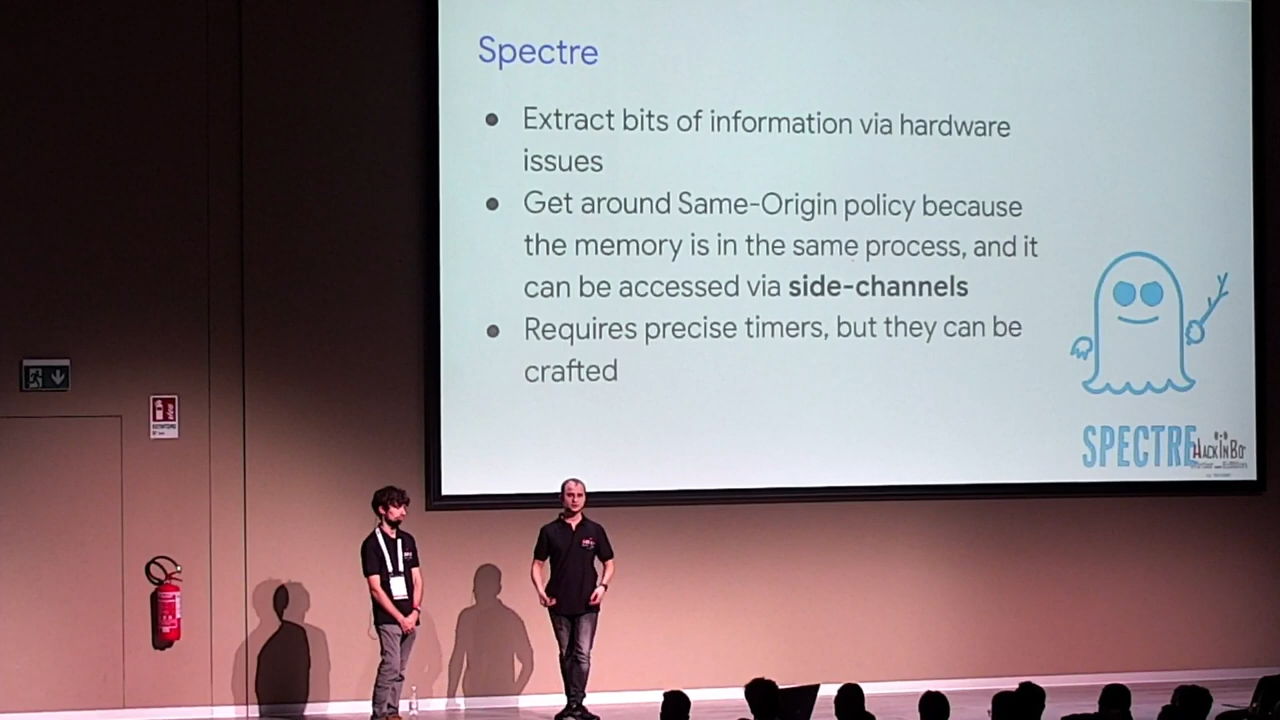 Spectre
Extract bits of information via hardware
issues
Get around Same-Origin policy because
the memory is in the same process, and it
can be accessed via side-channels
Requires precise timers, but they can be
crafted
SPECTRE
HACKINBO